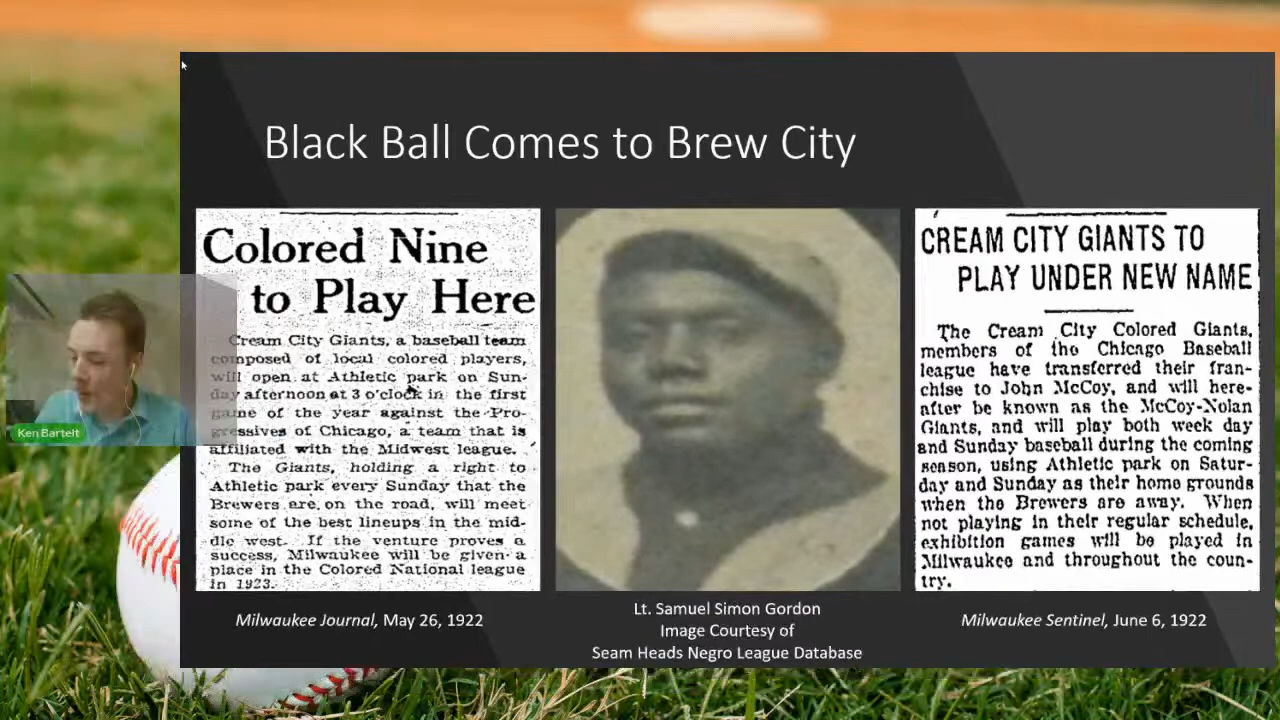 Black Ball Comes to Brew City
Colored Nine
to Play Here
Cream City Giants, a baseball team
composed of local colored players,
will open at Athletic park on Sun-
day afternoon at 3 o'clock in the first
game of the year against the Pro-
gressives of Chicago, a team that is
affiliated with the Midwest league.
The Giants, holding a right to
Athletic park every Sunday that the
Brewers are on the road, will meet
some of the best lineups in the mid-
dle west. If the venture proves a
success, Milwaukee will be given a
place in the Colored National league
in 1923.
Milwaukee Journal, May 26, 1922
Lt. Samuel Simon Gordon
Image Courtesy of
Seam Heads Negro League Database
CREAM CITY GIANTS TO
PLAY UNDER NEW NAME
The Cream City Colored Giants,
members of the Chicago Baseball
league have transferred their fran-
chise to John McCoy, and will here-
after be known as the McCoy-Nolan
Giants, and will play both week day
and Sunday baseball during the coming
season, using Athletic park on Satur-
day and Sunday as their home grounds
when the Brewers are away. When
not playing in their regular schedule,
exhibition games will be played in
Milwaukee and throughout the coun-
try.
Milwaukee Sentinel, June 6, 1922
Ken Bartelt